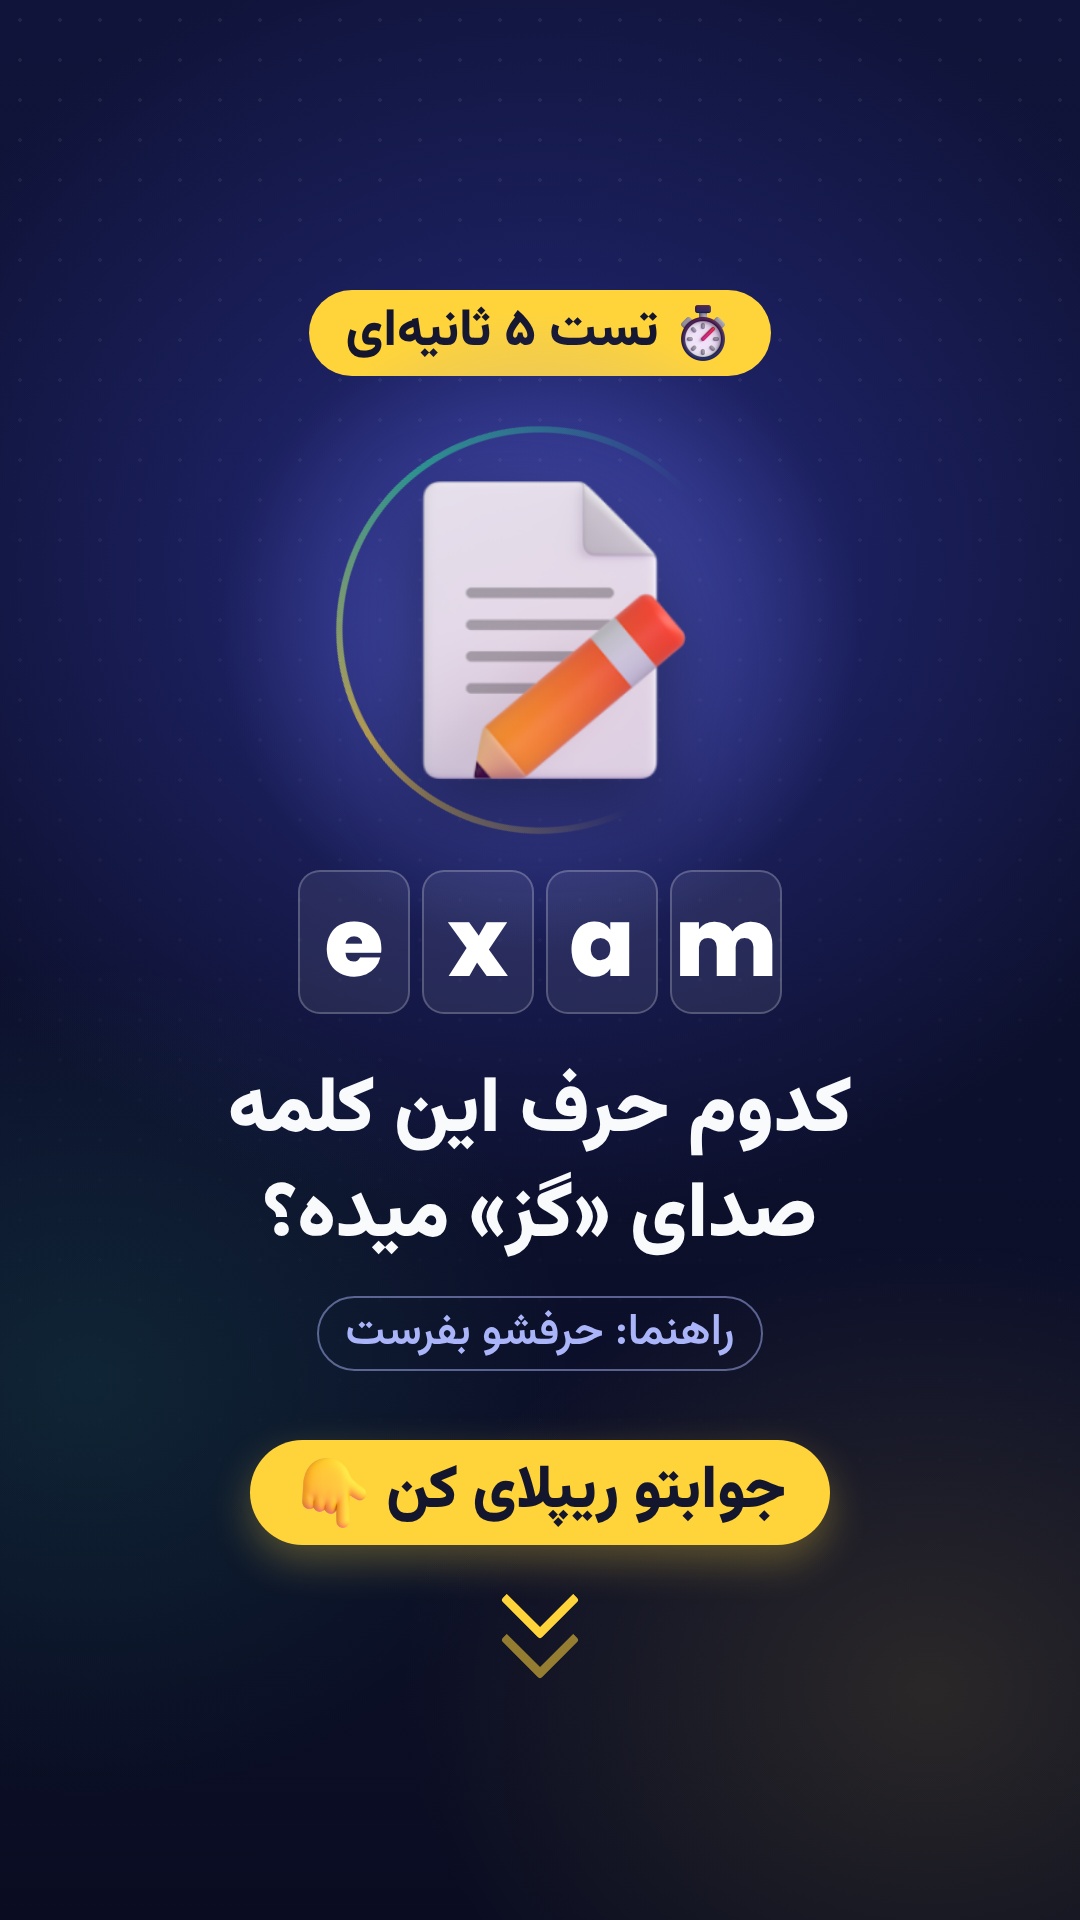 تست ۵ ثانیه‌ای
exam
کدوم حرف این کلمه
صدای «گز» میده؟
راهنما: حرفشو بفرست
جوابتو ریپلای کن